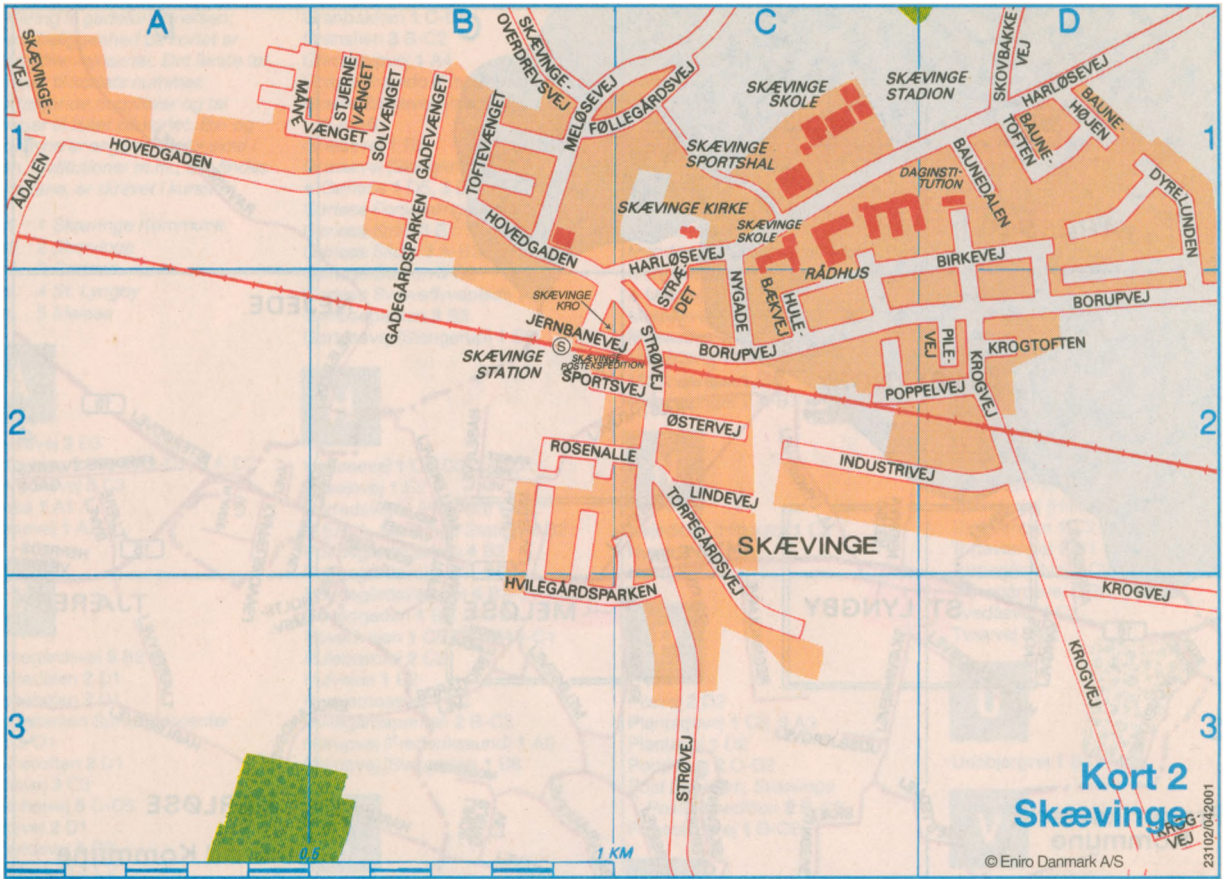 A
B
C
D
1
1
2
2
3
3
SKÆVINGE-
VEJ
ÅDALEN
HOVEDGADEN
MANK.
STJERNE
VÆNGET
VÆNGET
SOLVÆNGET
GADEGÅRDSPARKEN
GADEVÆNGET
TOFTEVÆNGET
SKÆVINGE-
OVERDREVSVEJ
MELØSEVEJ
FØLLEGÅRDSVEJ
HOVEDGADEN
SKÆVINGE
SKOLE
SKÆVINGE
STADION
SKÆVINGE
SPORTSHAL
SKOVBAKKE-
VEJ
HARLØSEVEJ
BAUNE-
HØJEN
BAUNE-
TOFTEN
BAUNEDALEN
DYRELUNDEN
DAGINSTI-
TUTION
SKÆVINGE KIRKE
SKÆVINGE
SKOLE
HARLØSEVEJ
RÅDHUS
BIRKEVEJ
STRÆ-
DET
NYGADE
HULE-
BÆKVEJ
BORUPVEJ
BORUPVEJ
SKÆVINGE
KRO
JERNBANEVEJ
S
SKÆVINGE
STATION
SKÆVINGE
POSTEKSPEDITION
SPORTSVEJ
STRØVEJ
PILE-
VEJ
KROGTOFTEN
POPPELVEJ
KROGVEJ
ØSTERVEJ
ROSENALLE
INDUSTRIVEJ
LINDEVEJ
TORPEGÅRDSVEJ
SKÆVINGE
HVILEGÅRDSPARKEN
KROGVEJ
KROGVEJ
STRØVEJ
KROG-
VEJ
Kort 2
Skævinge
0,5
1 KM
© Eniro Danmark A/S
23102/042001